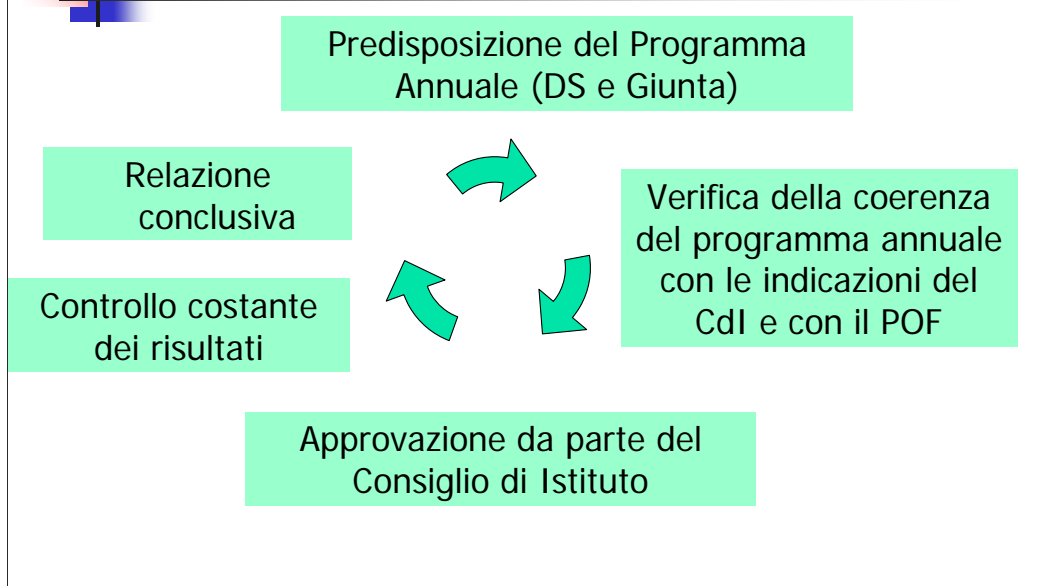 Predisposizione del Programma
Annuale (DS e Giunta)
Relazione
conclusiva
Verifica della coerenza
del programma annuale
con le indicazioni del
CdI e con il POF
Controllo costante
dei risultati
Approvazione da parte del
Consiglio di Istituto